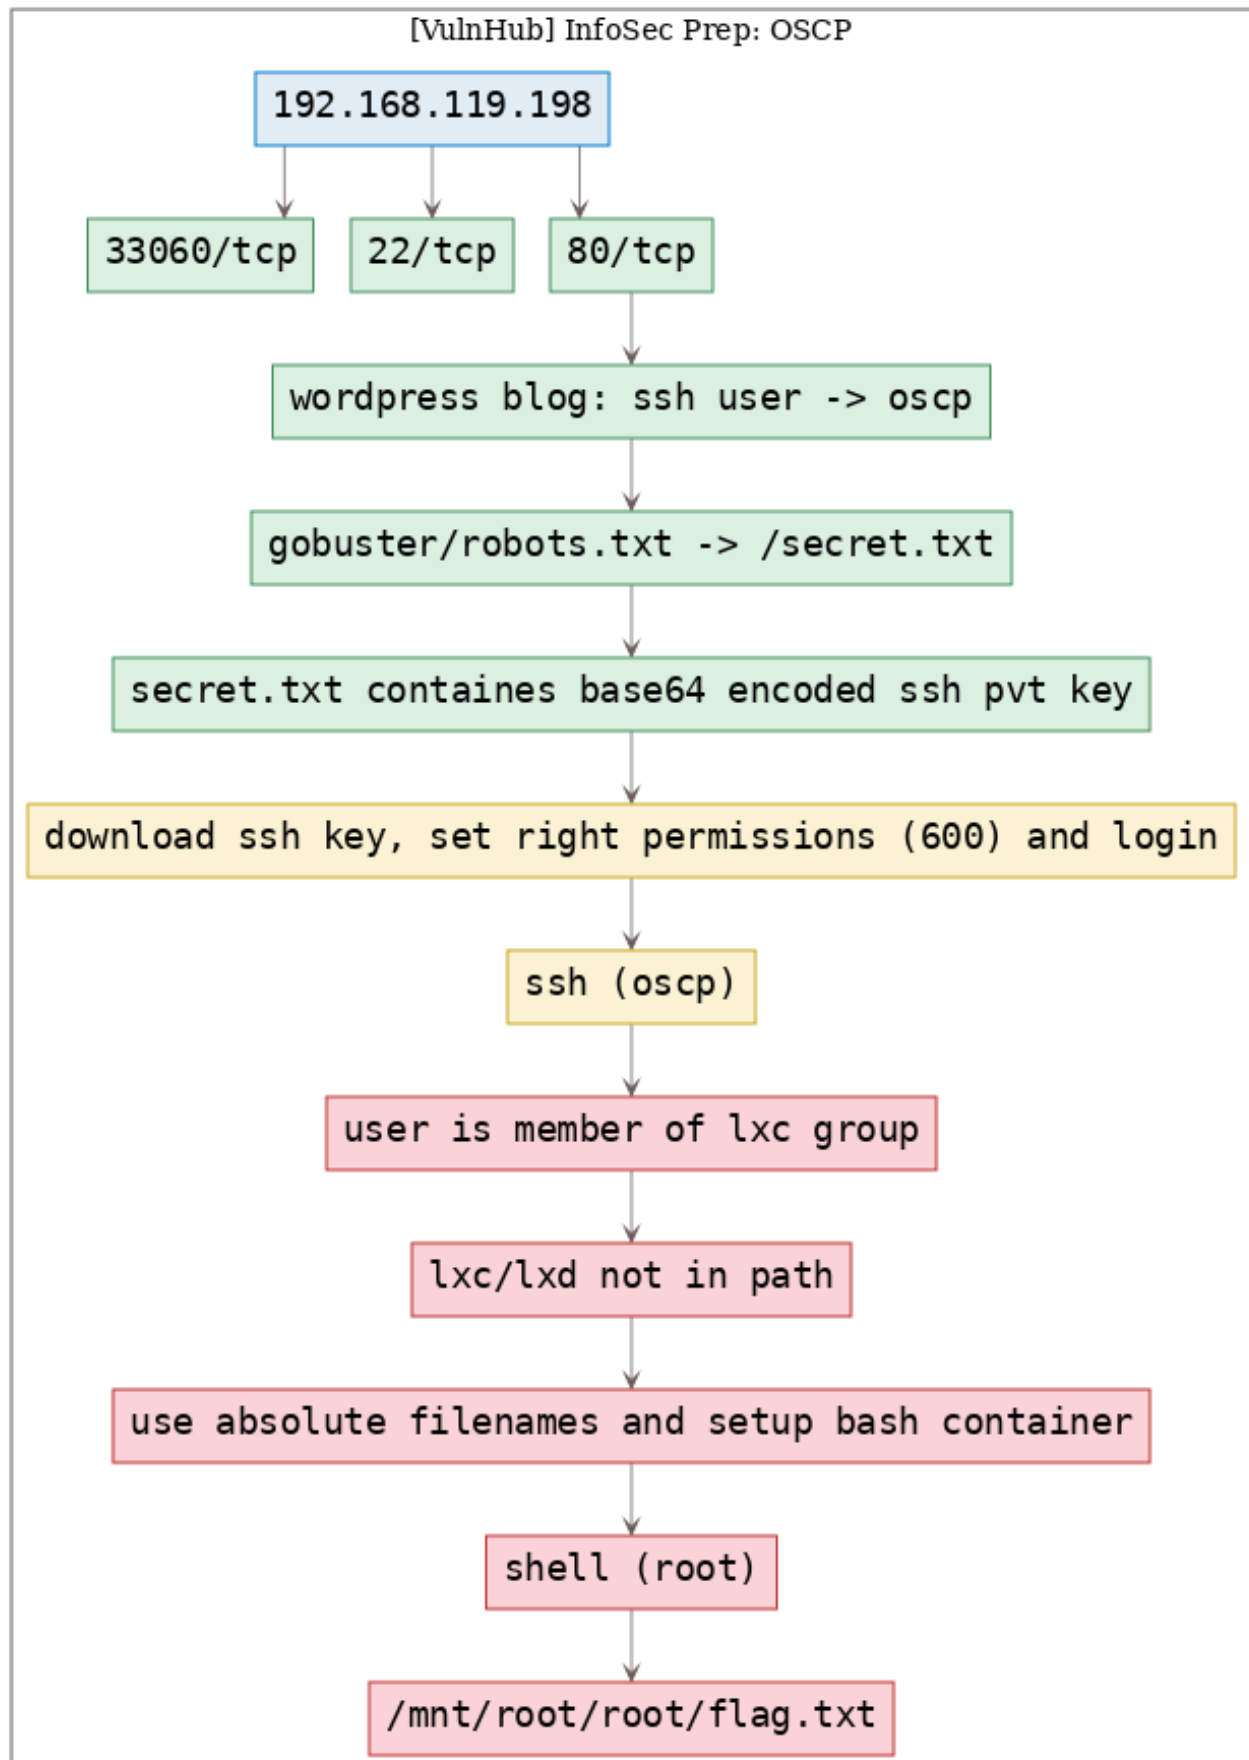 [VulnHub] InfoSec Prep: OSCP
192.168.119.198
33060/tcp
22/tcp
80/tcp
wordpress blog: ssh user -> oscp
gobuster/robots.txt -> /secret.txt
secret.txt containes base64 encoded ssh pvt key
download ssh key, set right permissions (600) and login
ssh (oscp)
user is member of lxc group
lxc/lxd not in path
use absolute filenames and setup bash container
shell (root)
/mnt/root/root/flag.txt